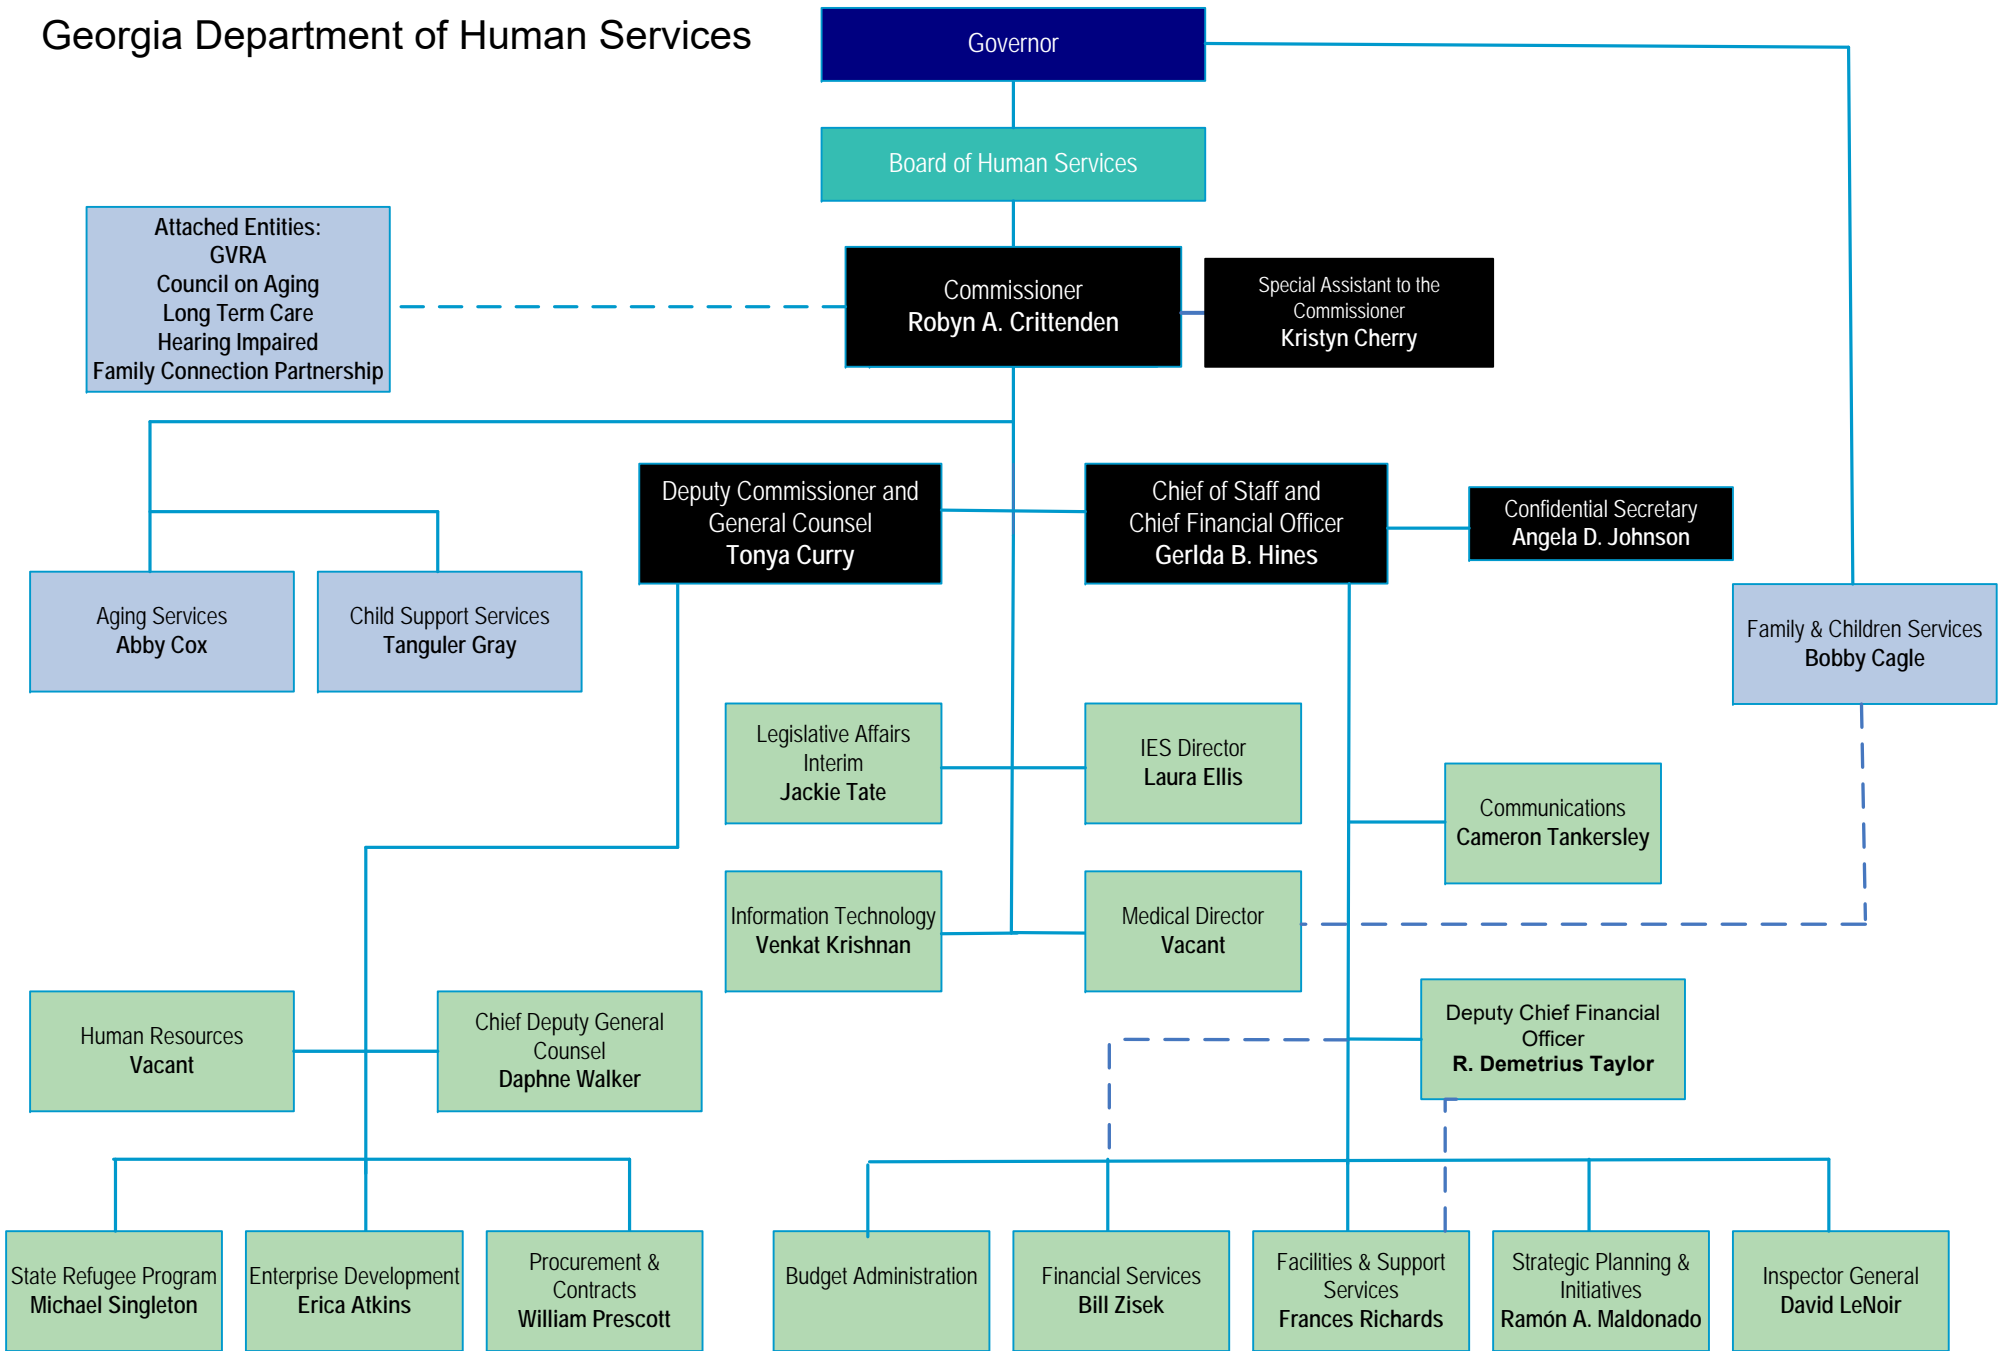 Georgia Department of Human Services
Governor
Board of Human Services
Attached Entities:
GVRA
Council on Aging
Long Term Care
Hearing Impaired
Family Connection Partnership
Commissioner
Robyn A. Crittenden
Special Assistant to the
Commissioner
Kristyn Cherry
Deputy Commissioner and
General Counsel
Tonya Curry
Chief of Staff and
Chief Financial Officer
Gerlda B. Hines
Confidential Secretary
Angela D. Johnson
Aging Services
Abby Cox
Child Support Services
Tanguler Gray
Family & Children Services
Bobby Cagle
Legislative Affairs
Interim
Jackie Tate
IES Director
Laura Ellis
Communications
Cameron Tankersley
Information Technology
Venkat Krishnan
Medical Director
Vacant
Human Resources
Vacant
Chief Deputy General
Counsel
Daphne Walker
Deputy Chief Financial
Officer
R. Demetrius Taylor
State Refugee Program
Michael Singleton
Enterprise Development
Erica Atkins
Procurement &
Contracts
William Prescott
Budget Administration
Financial Services
Bill Zisek
Facilities & Support
Services
Frances Richards
Strategic Planning &
Initiatives
Ramón A. Maldonado
Inspector General
David LeNoir